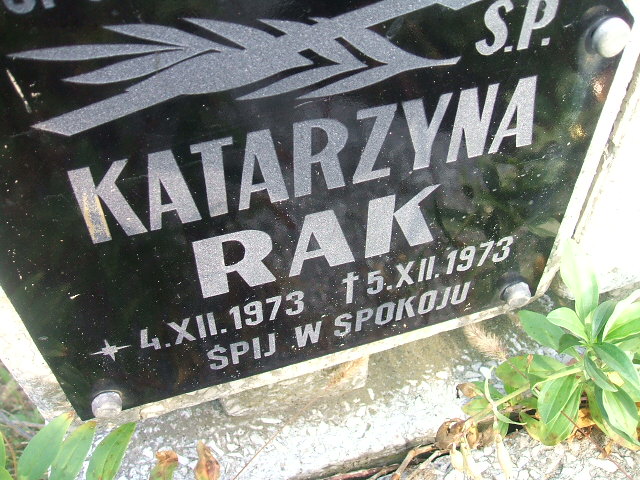 Ś.P.
KATARZYNA
RAK
* 4.XII.1973 † 5.XII.1973
ŚPIJ W SPOKOJU